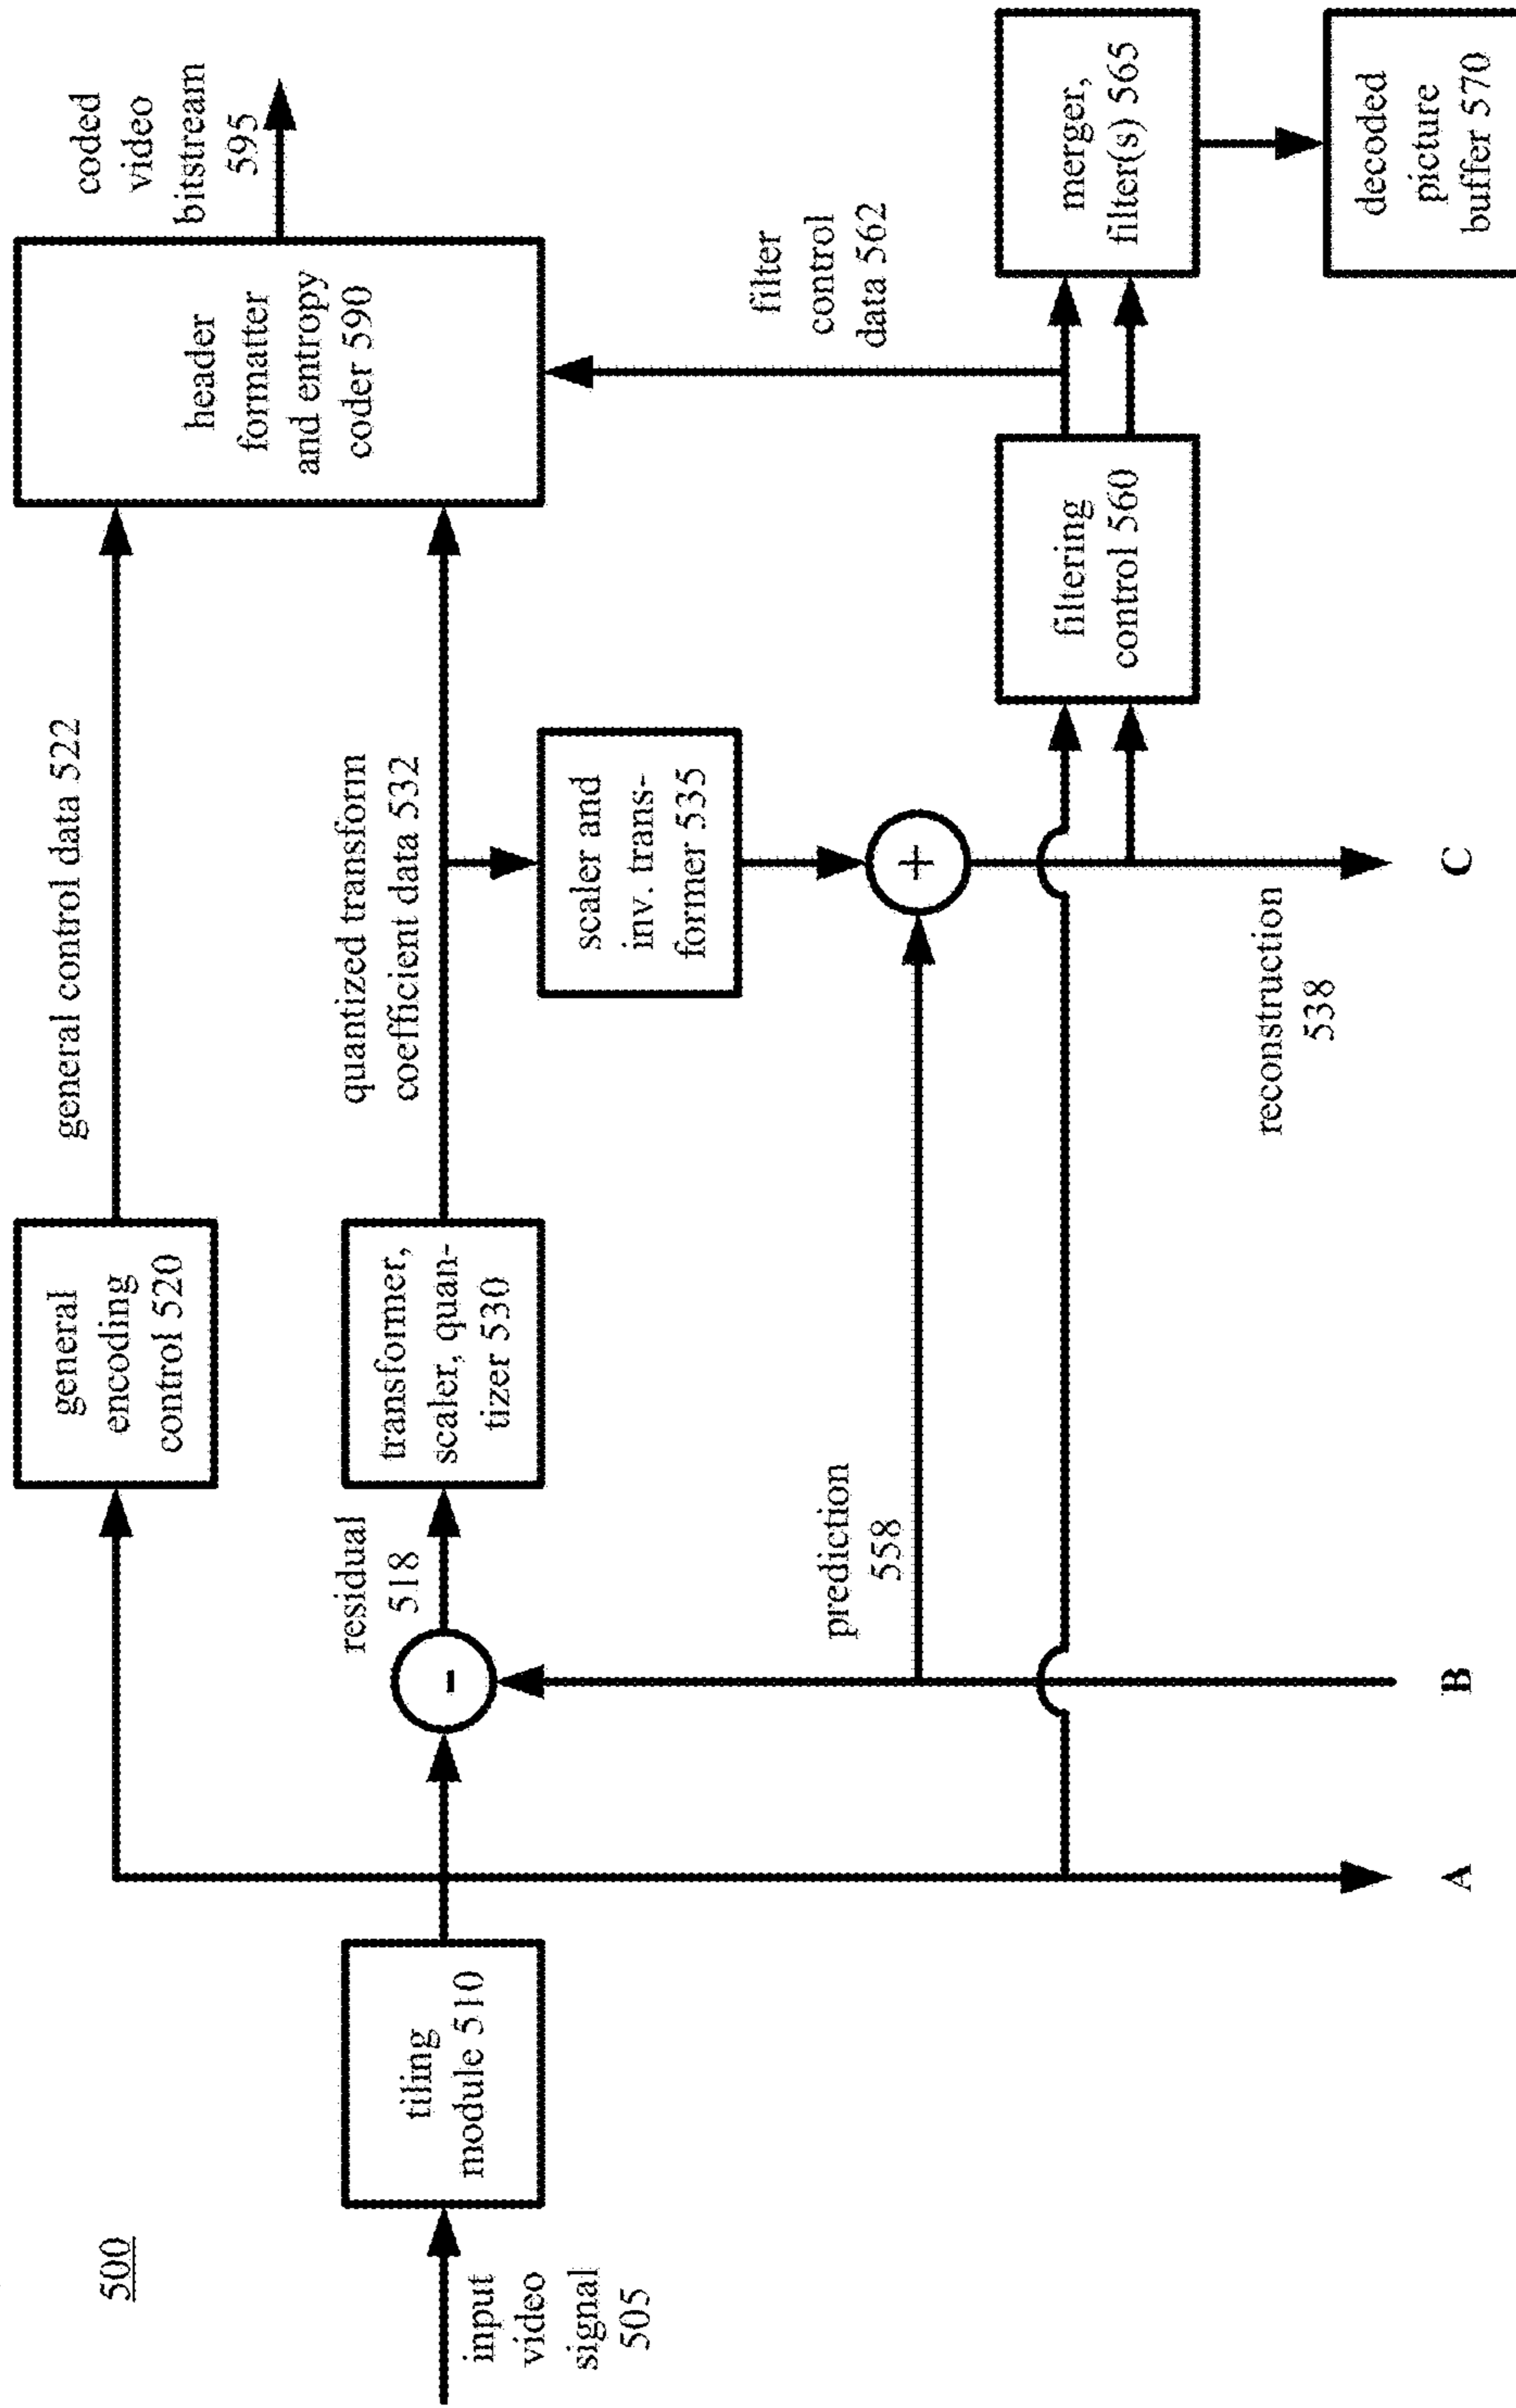 500
general
encoding
control 520
general control data 522
header
formatter
and entropy
coder 590
coded
video
bitstream
595
input
video
signal
505
tiling
module 510
-
residual
518
transformer,
scaler, quan-
tizer 530
quantized transform
coefficient data 532
scaler and
inv. trans-
former 535
prediction
558
+
filter
control
data 562
filtering
control 560
merger,
filter(s) 565
decoded
picture
buffer 570
reconstruction
538
A
B
C